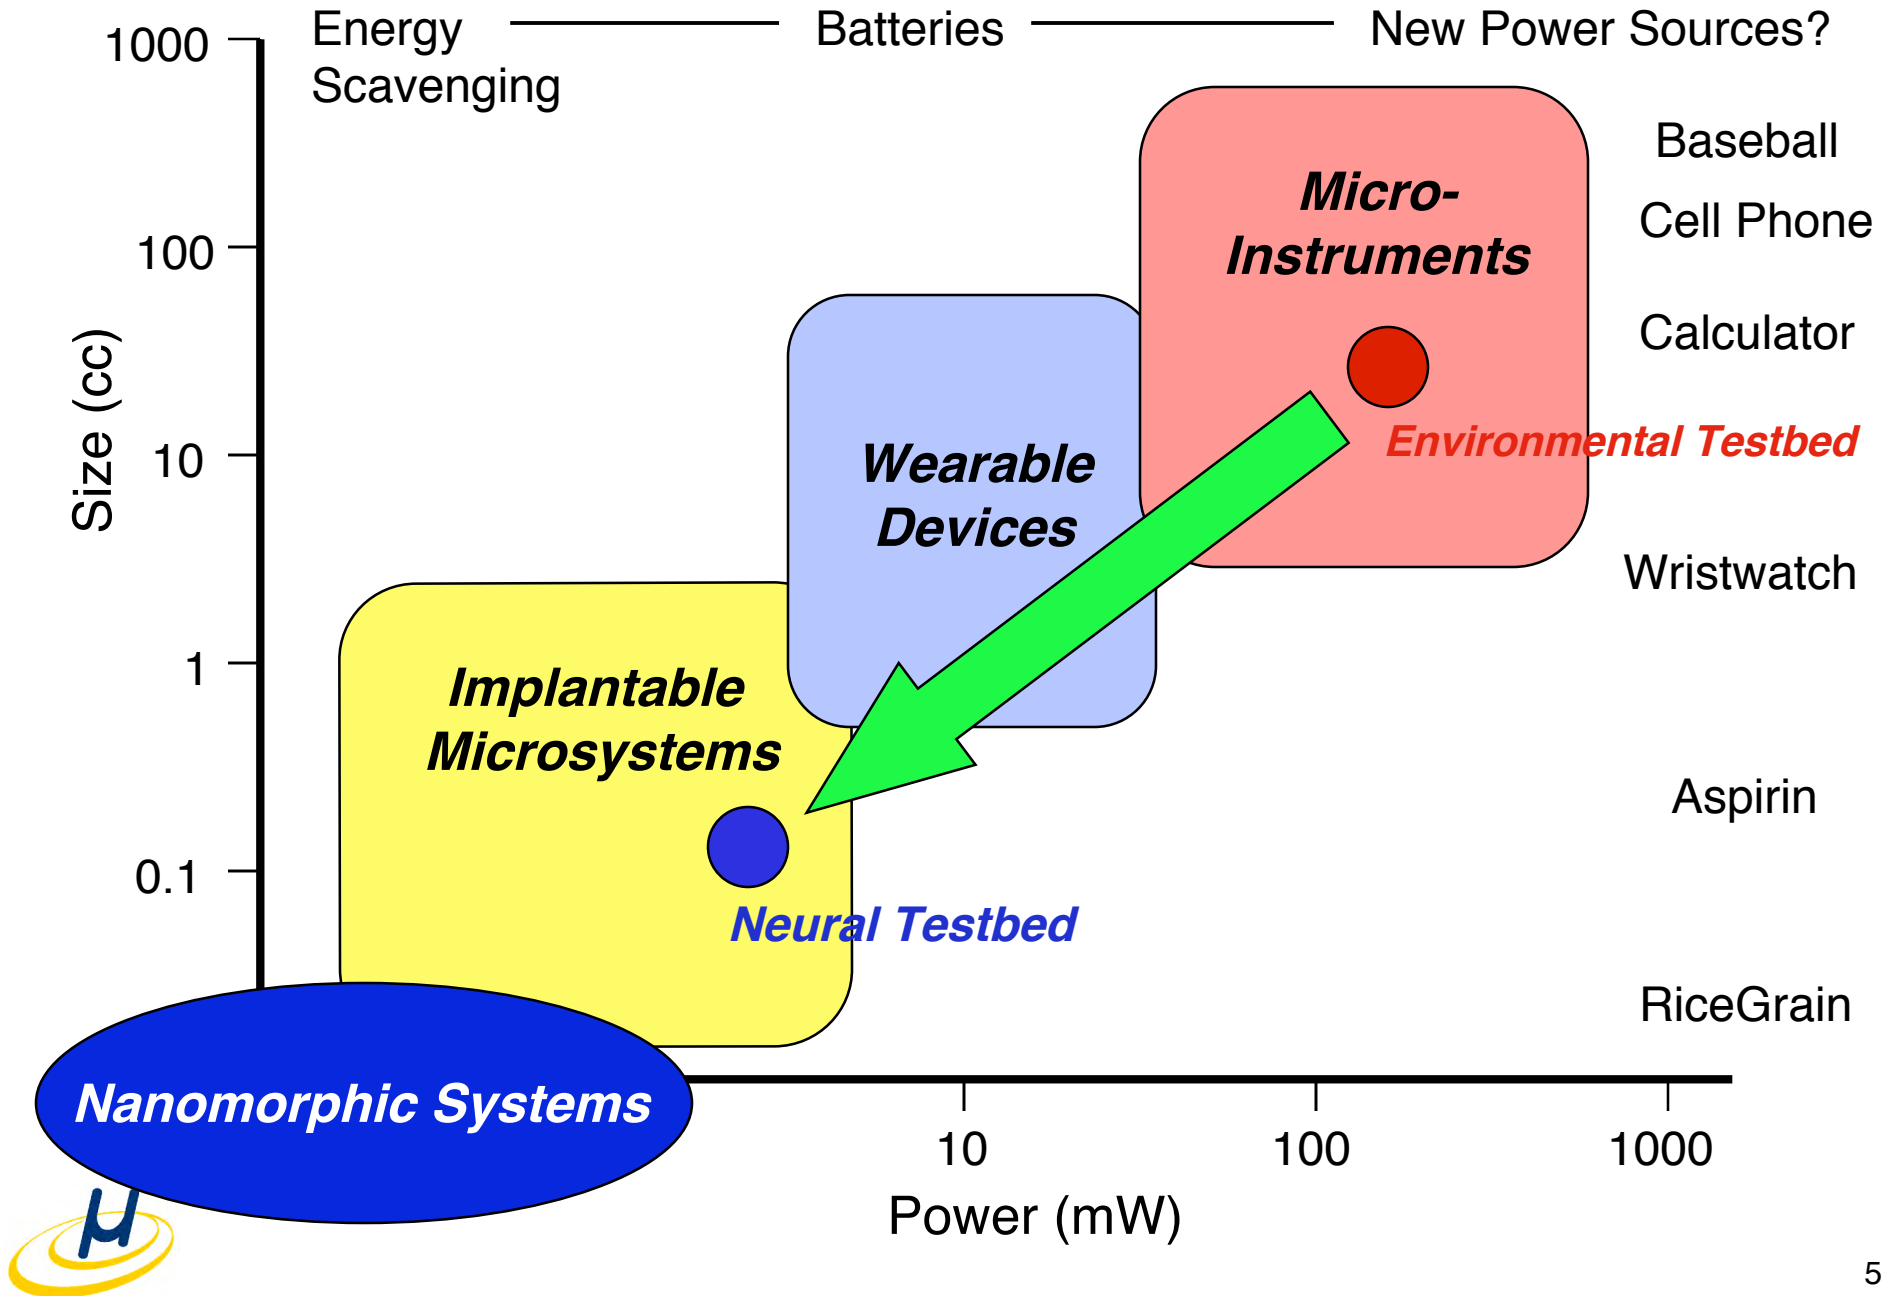 Energy
Scavenging
Batteries
New Power Sources?
1000
100
10
1
0.1
Size (cc)
Micro-
Instruments
Baseball
Cell Phone
Calculator
Environmental Testbed
Wearable
Devices
Wristwatch
Implantable
Microsystems
Aspirin
Neural Testbed
RiceGrain
Nanomorphic Systems
10
100
1000
Power (mW)
μ
5